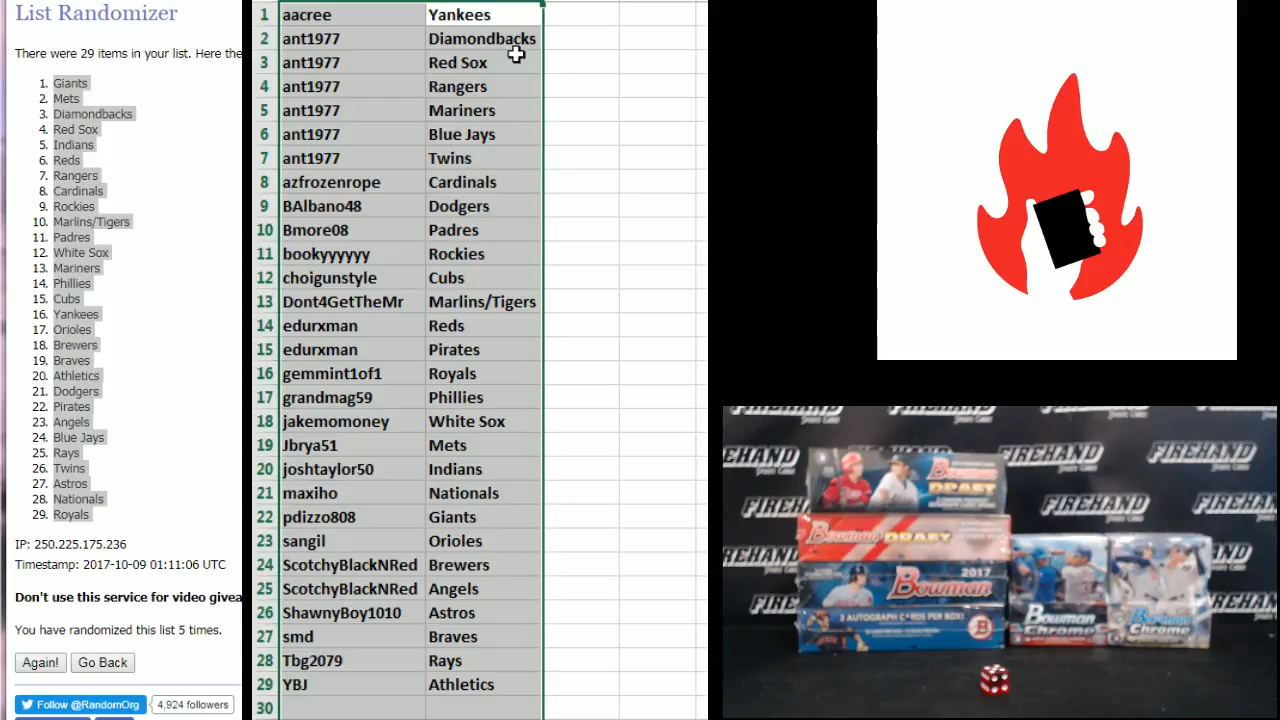 List Randomizer
There were 29 items in your list. Here the
1. Giants
2. Mets
3. Diamondbacks
4. Red Sox
5. Indians
6. Reds
7. Rangers
8. Cardinals
9. Rockies
10. Marlins/Tigers
11. Padres
12. White Sox
13. Mariners
14. Phillies
15. Cubs
16. Yankees
17. Orioles
18. Brewers
19. Braves
20. Athletics
21. Dodgers
22. Pirates
23. Angels
24. Blue Jays
25. Rays
26. Twins
27. Astros
28. Nationals
29. Royals
IP: 250.225.175.236
Timestamp: 2017-10-09 01:11:06 UTC
Don't use this service for video givea
You have randomized this list 5 times.
Again! Go Back
Follow @RandomOrg 4,924 followers
1 aacree Yankees
2 ant1977 Diamondbacks
3 ant1977 Red Sox
4 ant1977 Rangers
5 ant1977 Mariners
6 ant1977 Blue Jays
7 ant1977 Twins
8 azfrozenrope Cardinals
9 BAlbano48 Dodgers
10 Bmore08 Padres
11 bookyyyyyy Rockies
12 choigunstyle Cubs
13 Dont4GetTheMr Marlins/Tigers
14 edurxman Reds
15 edurxman Pirates
16 gemmint1of1 Royals
17 grandmag59 Phillies
18 jakemomoney White Sox
19 Jbrya51 Mets
20 joshtaylor50 Indians
21 maxiho Nationals
22 pdizzo808 Giants
23 sangil Orioles
24 ScotchyBlackNRed Brewers
25 ScotchyBlackNRed Angels
26 ShawnyBoy1010 Astros
27 smd Braves
28 Tbg2079 Rays
29 YBJ Athletics
30
FIREHAND
FIREHAND
FIREHAND
Bowman
DRAFT
Bowman DRAFT
2017
Bowman
3 AUTOGRAPH CARDS PER BOX!
Bowman
Chrome
Bowman
Chrome